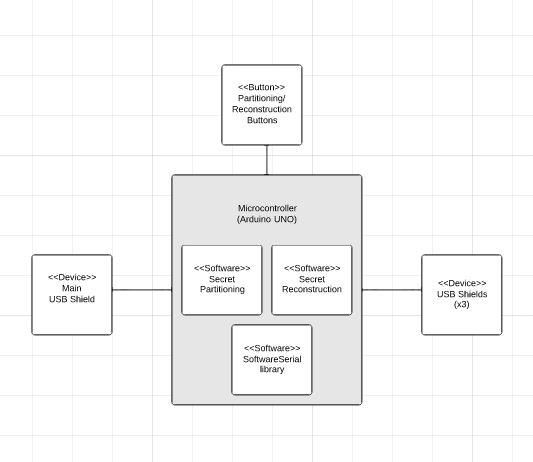 <<Button>>
Partitioning/
Reconstruction
Buttons
Microcontroller
(Arduino UNO)
<<Software>>
Secret
Partitioning
<<Software>>
Secret
Reconstruction
<<Device>>
Main
USB Shield
<<Device>>
USB Shields
(x3)
<<Software>>
SoftwareSerial
library